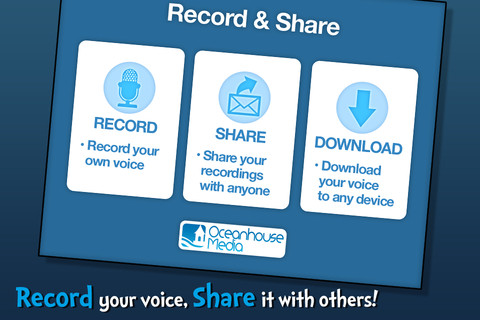 Record & Share
RECORD
• Record your
own voice
SHARE
• Share your
recordings
with anyone
DOWNLOAD
• Download
your voice
to any device
Oceanhouse
Media
Record your voice, Share it with others!